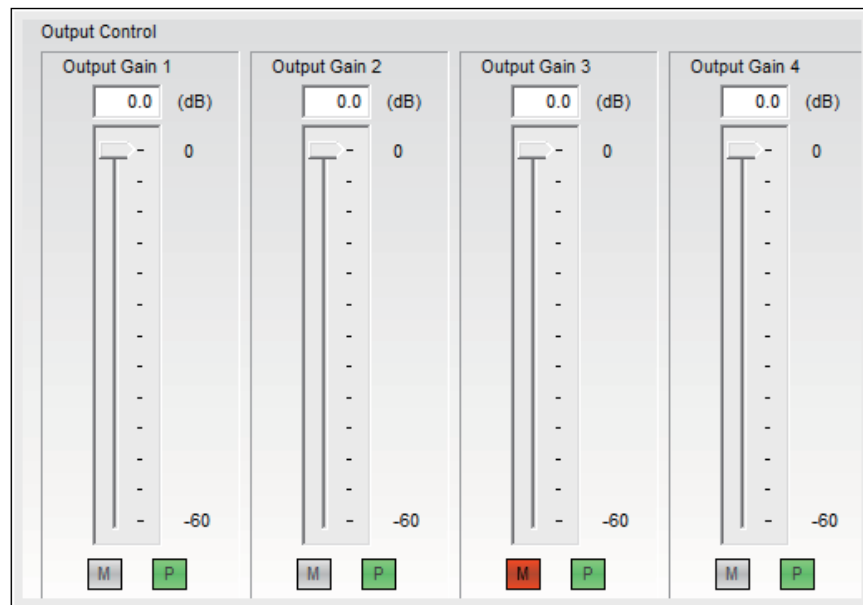 Output Control
Output Gain 1 Output Gain 2 Output Gain 3 Output Gain 4
0.0 (dB) 0.0 (dB) 0.0 (dB) 0.0 (dB)
0 0 0 0
-60 -60 -60 -60
M P M P M P M P